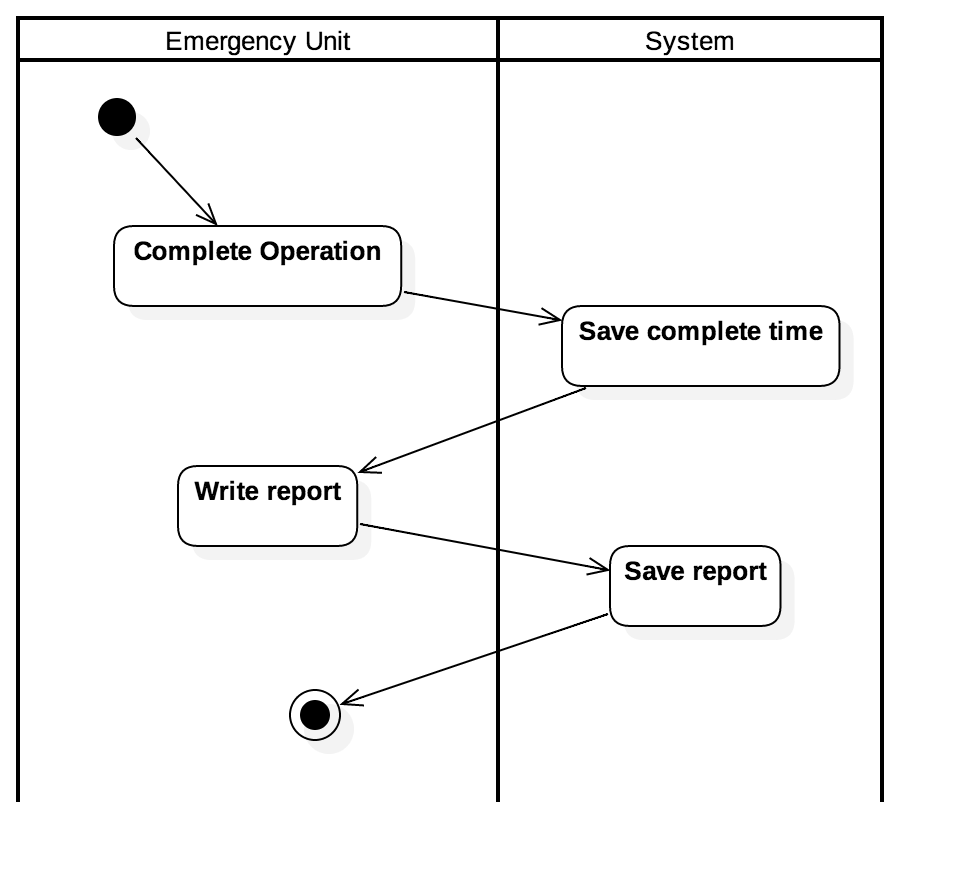 Emergency Unit
System
Complete Operation
Save complete time
Write report
Save report